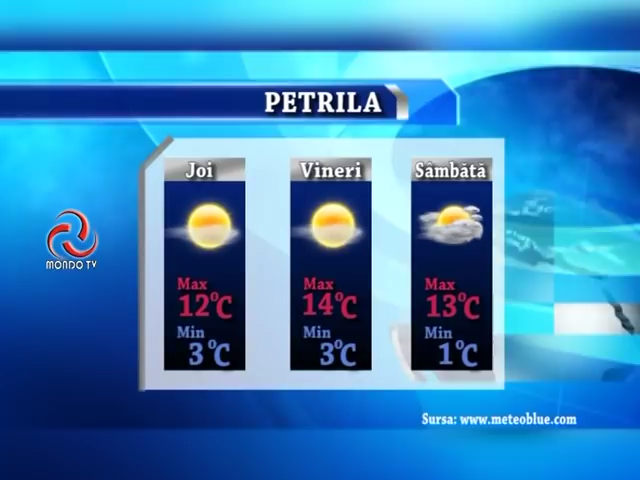 PETRILA
Joi
Max
12°C
Min
3°C
Vineri
Max
14°C
Min
3°C
Sâmbătă
Max
13°C
Min
1°C
MONDO TV
Sursa: www.meteoblue.com